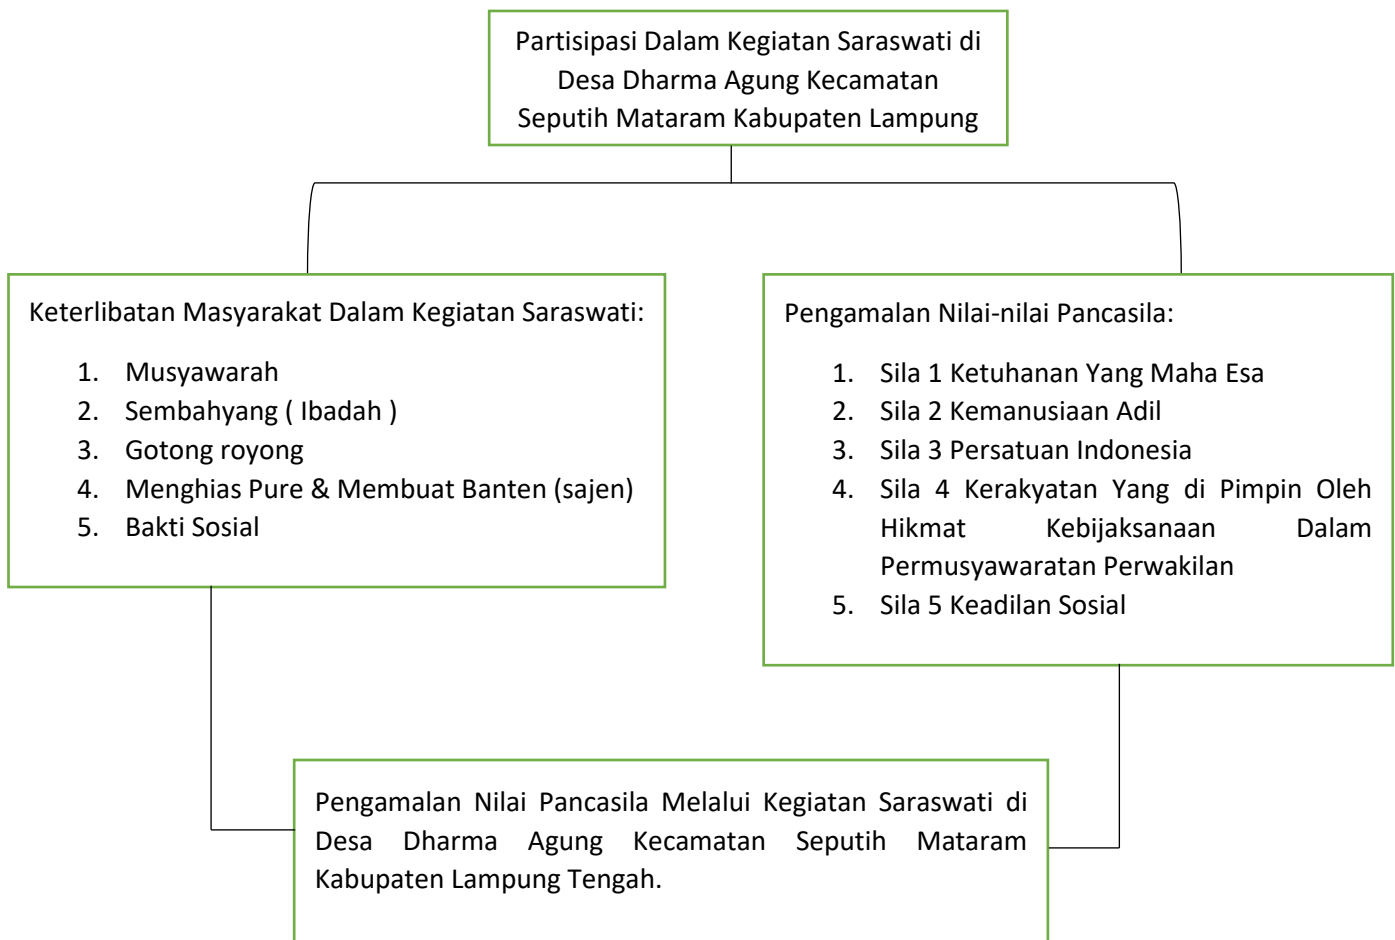 Partisipasi Dalam Kegiatan Saraswati di
Desa Dharma Agung Kecamatan
Seputih Mataram Kabupaten Lampung
Keterlibatan Masyarakat Dalam Kegiatan Saraswati:
1. Musyawarah
2. Sembahyang ( Ibadah )
3. Gotong royong
4. Menghias Pure & Membuat Banten (sajen)
5. Bakti Sosial
Pengamalan Nilai-nilai Pancasila:
1. Sila 1 Ketuhanan Yang Maha Esa
2. Sila 2 Kemanusiaan Adil
3. Sila 3 Persatuan Indonesia
4. Sila 4 Kerakyatan Yang di Pimpin Oleh
Hikmat Kebijaksanaan Dalam
Permusyawaratan Perwakilan
5. Sila 5 Keadilan Sosial
Pengamalan Nilai Pancasila Melalui Kegiatan Saraswati di
Desa Dharma Agung Kecamatan Seputih Mataram
Kabupaten Lampung Tengah.